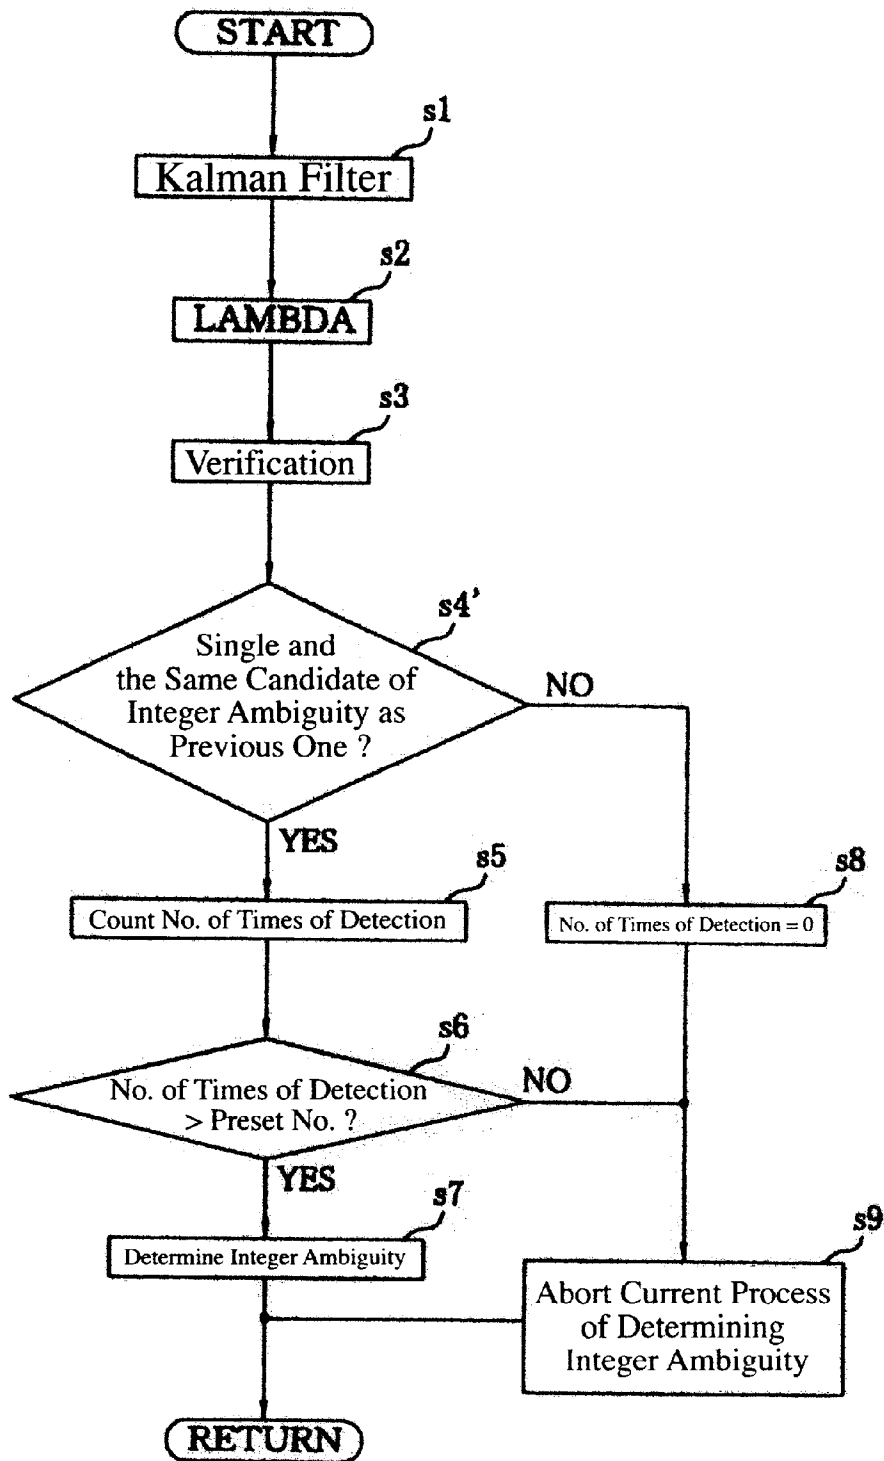 START
s1
Kalman Filter
s2
LAMBDA
s3
Verification
s4'
Single and
the Same Candidate of
Integer Ambiguity as
Previous One ?
NO
YES
s5
Count No. of Times of Detection
s8
No. of Times of Detection = 0
s6
No. of Times of Detection
> Preset No. ?
NO
YES
s7
Determine Integer Ambiguity
s9
Abort Current Process
of Determining
Integer Ambiguity
RETURN